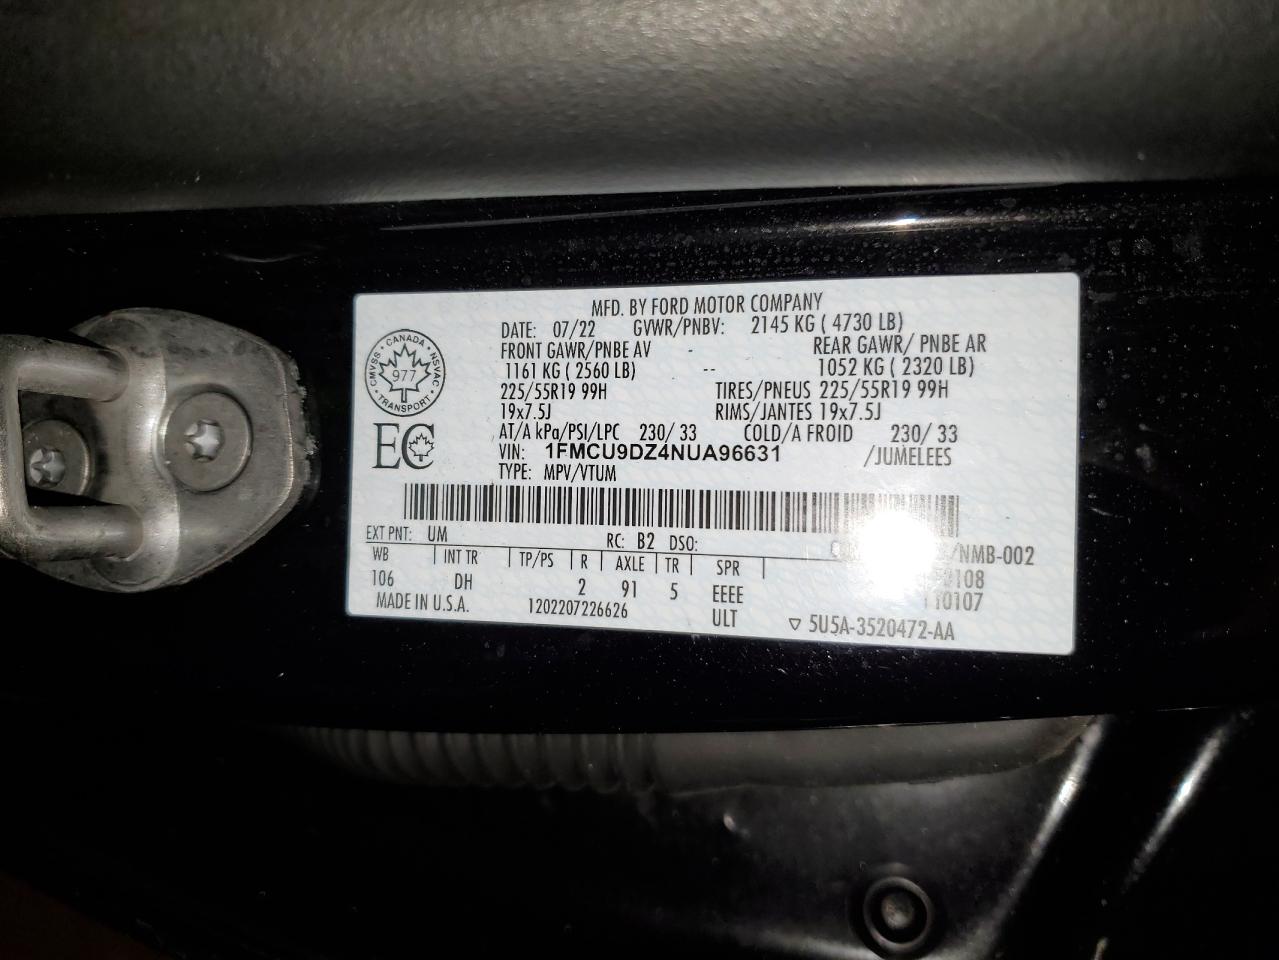 MFD. BY FORD MOTOR COMPANY
DATE: 07/22 GVWR/PNBV: 2145 KG ( 4730 LB)
FRONT GAWR/PNBE AV REAR GAWR/ PNBE AR
1161 KG ( 2560 LB) -- 1052 KG ( 2320 LB)
225/55R19 99H TIRES/PNEUS 225/55R19 99H
19x7.5J RIMS/JANTES 19x7.5J
AT/A kPa/PSI/LPC 230/ 33 COLD/A FROID 230/ 33
VIN: 1FMCU9DZ4NUA96631 /JUMELEES
TYPE: MPV/VTUM
CANADA
CMVSS NSVAC
977
TRANSPORT
EC
EXT PNT: UM RC: B2 DSO:
/NMB-002
WB INT TR TP/PS R AXLE TR SPR
106 DH 2 91 5 EEEE
108
10107
MADE IN U.S.A. 1202207226626 ULT
▽ 5U5A-3520472-AA